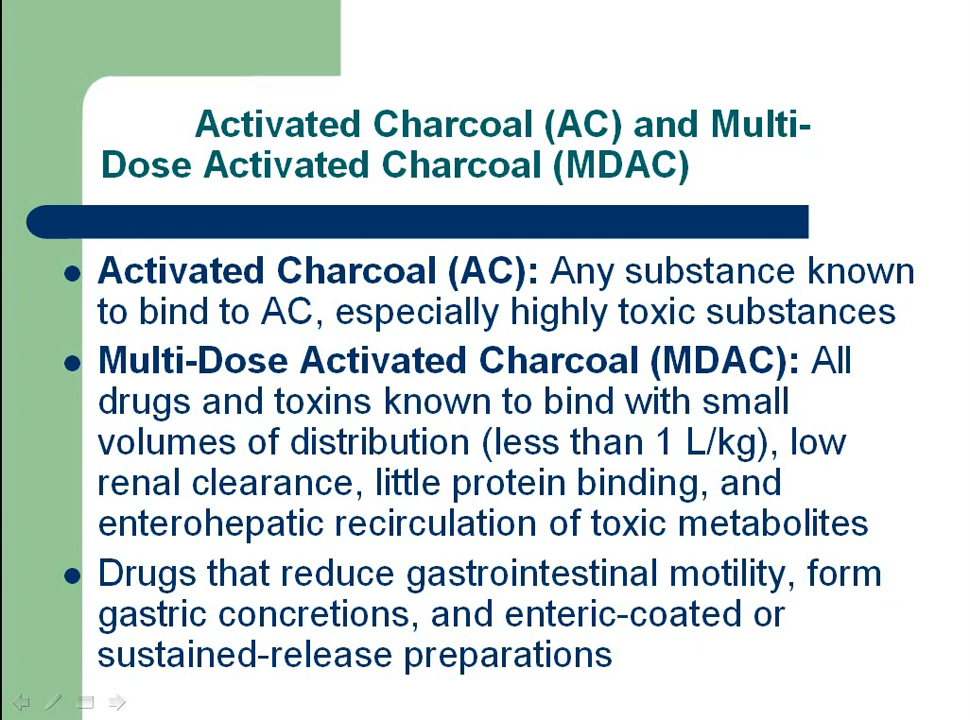 Activated Charcoal (AC) and Multi-
Dose Activated Charcoal (MDAC)
Activated Charcoal (AC): Any substance known
to bind to AC, especially highly toxic substances
Multi-Dose Activated Charcoal (MDAC): All
drugs and toxins known to bind with small
volumes of distribution (less than 1 L/kg), low
renal clearance, little protein binding, and
enterohepatic recirculation of toxic metabolites
Drugs that reduce gastrointestinal motility, form
gastric concretions, and enteric-coated or
sustained-release preparations